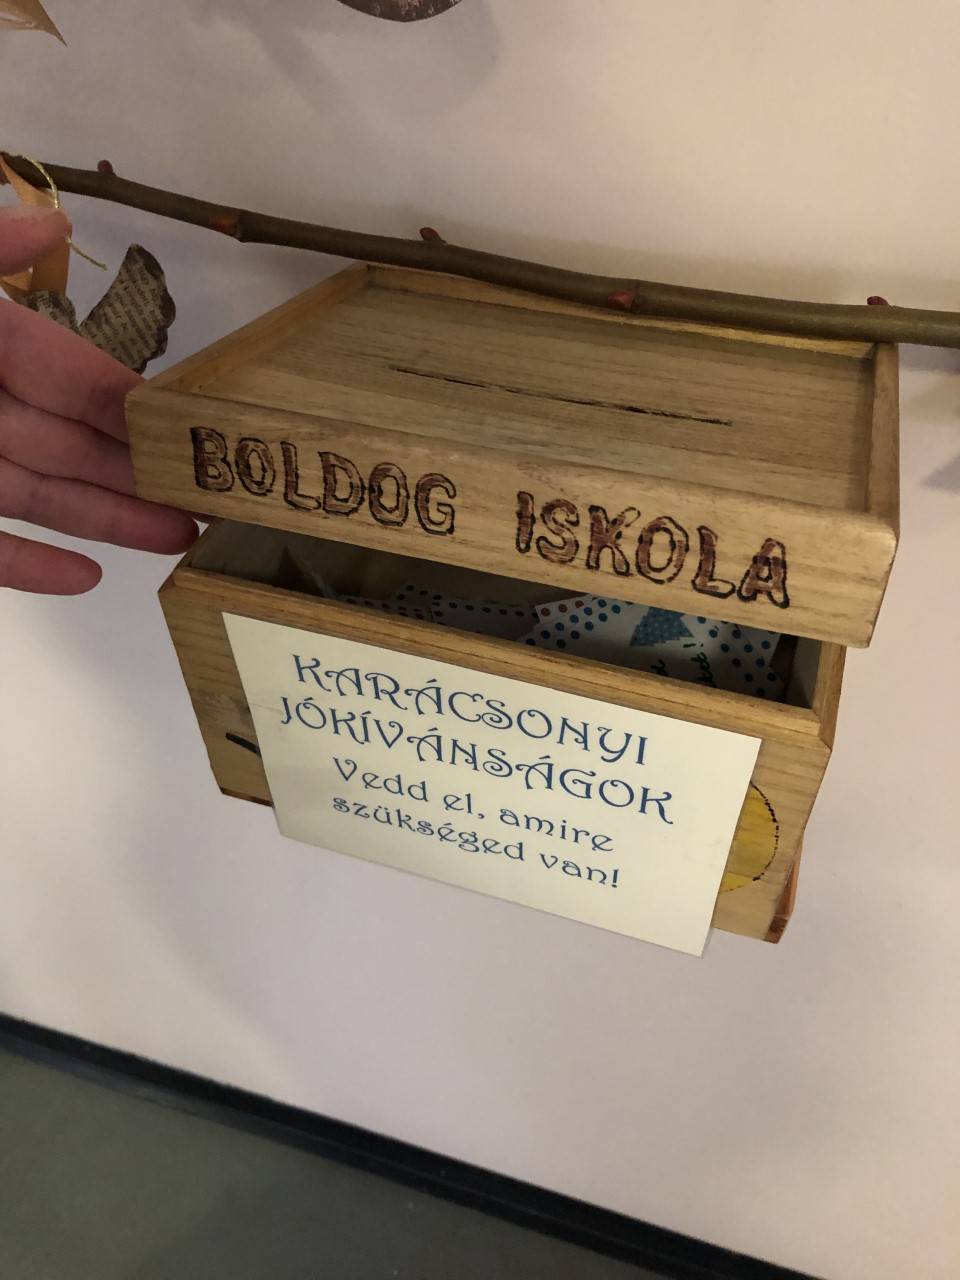 BOLDOG ISKOLA
KARÁCSONYI
JÓKÍVÁNSÁGOK
Vedd el, amire
szükséged van!